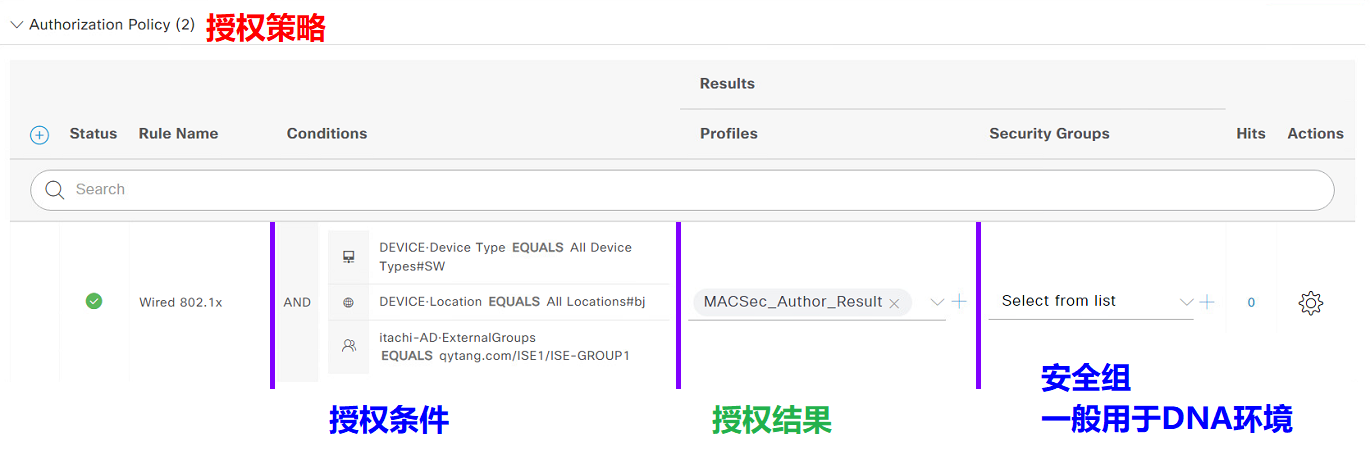 Authorization Policy (2) 授权策略
Results
Status Rule Name Conditions Profiles Security Groups Hits Actions
Search
DEVICE·Device Type EQUALS All Device
Types#SW
Wired 802.1x AND DEVICE·Location EQUALS All Locations#bj MACSec_Author_Result Select from list 0
itachi-AD·ExternalGroups
EQUALS qytang.com/ISE1/ISE-GROUP1
授权条件 授权结果 安全组
一般用于DNA环境